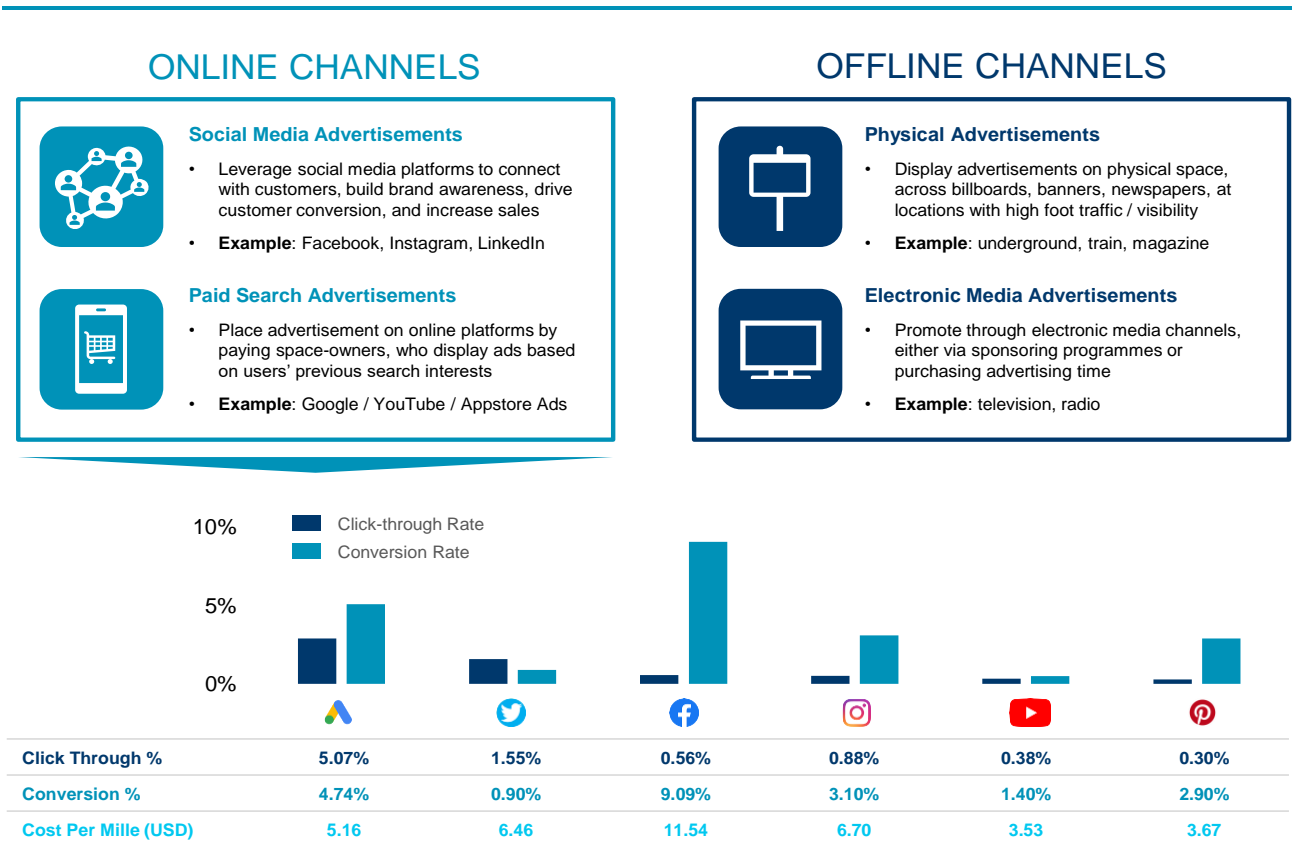 ONLINE CHANNELS
Social Media Advertisements
• Leverage social media platforms to connect
with customers, build brand awareness, drive
customer conversion, and increase sales
• Example: Facebook, Instagram, LinkedIn
Paid Search Advertisements
• Place advertisement on online platforms by
paying space-owners, who display ads based
on users’ previous search interests
• Example: Google / YouTube / Appstore Ads
OFFLINE CHANNELS
Physical Advertisements
• Display advertisements on physical space,
across billboards, banners, newspapers, at
locations with high foot traffic / visibility
• Example: underground, train, magazine
Electronic Media Advertisements
• Promote through electronic media channels,
either via sponsoring programmes or
purchasing advertising time
• Example: television, radio
10%
5%
0%
Click-through Rate
Conversion Rate
Click Through % 5.07% 1.55% 0.56% 0.88% 0.38% 0.30%
Conversion % 4.74% 0.90% 9.09% 3.10% 1.40% 2.90%
Cost Per Mille (USD) 5.16 6.46 11.54 6.70 3.53 3.67